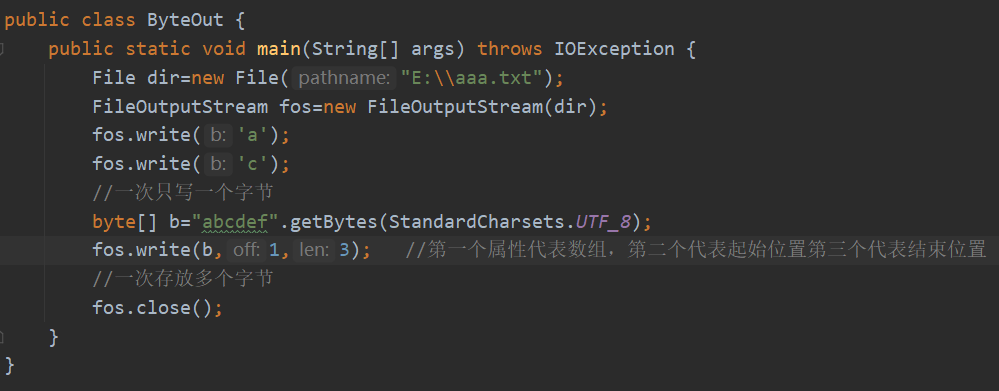 public class ByteOut {
public static void main(String[] args) throws IOException {
File dir=new File( pathname: "E:\\aaa.txt");
FileOutputStream fos=new FileOutputStream(dir);
fos.write( b: 'a');
fos.write( b: 'c');
//一次只写一个字节
byte[] b="abcdef".getBytes(StandardCharsets.UTF_8);
fos.write(b, off: 1, len: 3); //第一个属性代表数组，第二个代表起始位置第三个代表结束位置
//一次存放多个字节
fos.close();
}
}